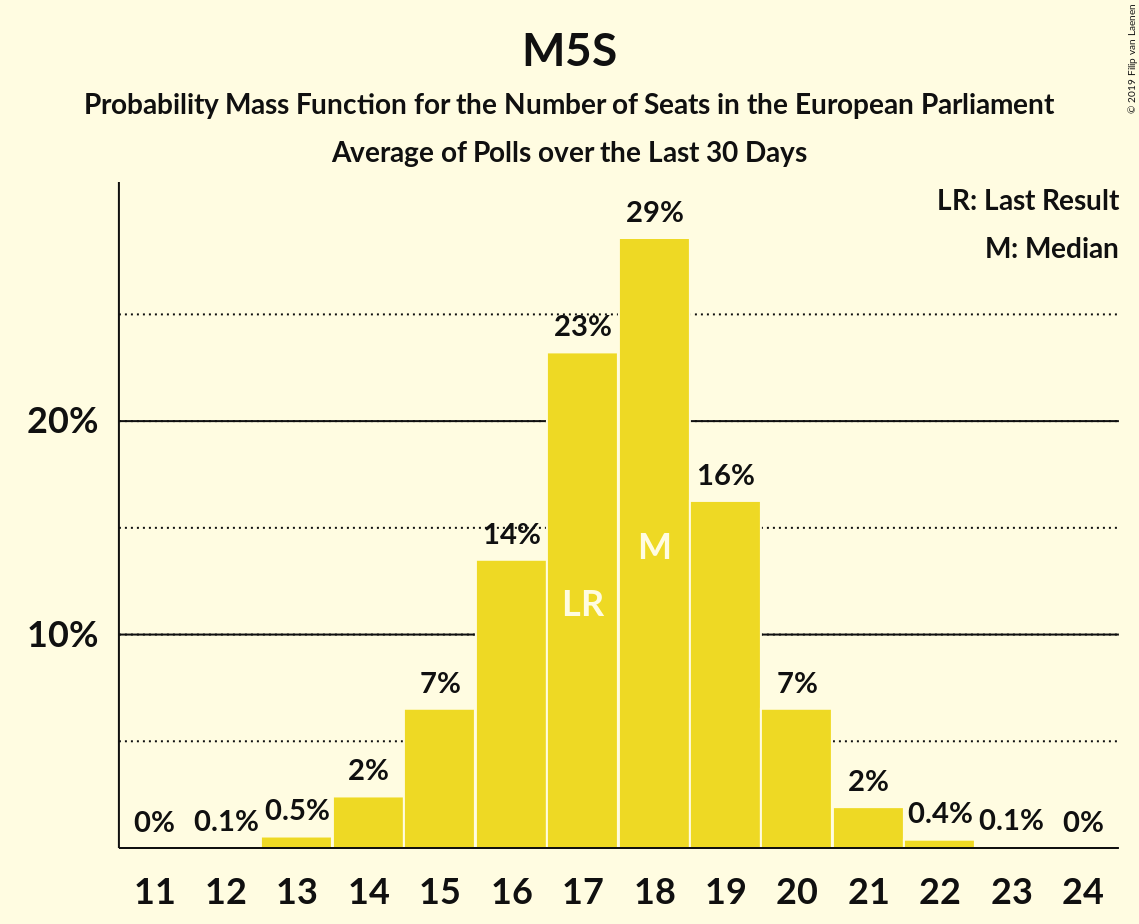 M5S
Probability Mass Function for the Number of Seats in the European Parliament
Average of Polls over the Last 30 Days
© 2019 Filip van Laenen
LR: Last Result
M: Median
20%
10%
0%
0.1%
0.5%
2%
7%
14%
23%
29%
16%
7%
2%
0.4%
0.1%
0%
LR
M
11 12 13 14 15 16 17 18 19 20 21 22 23 24